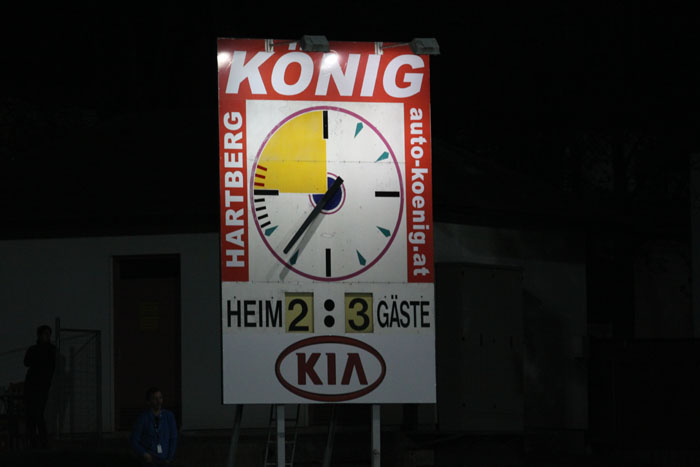 KÖNIG
HARTBERG
auto-koenig.at
HEIM 2 : 3 GÄSTE
KIA